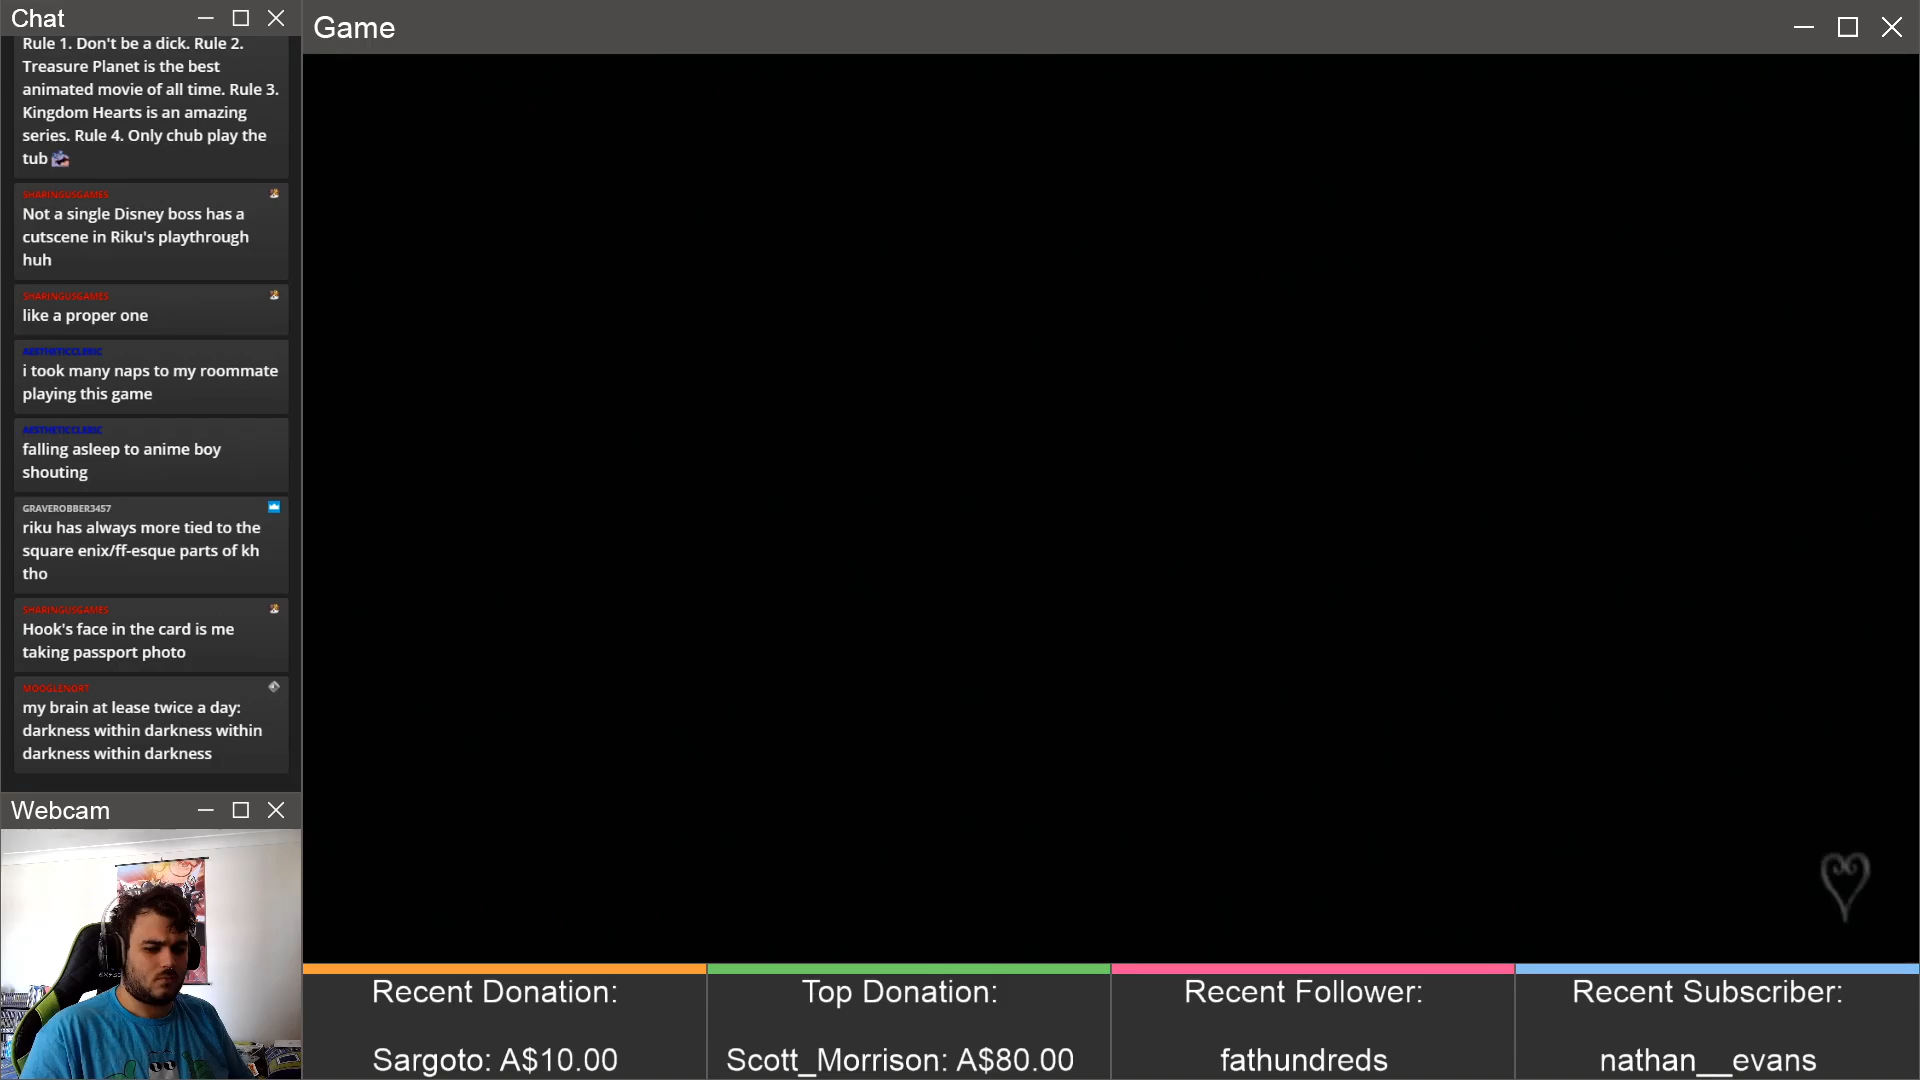 Chat
Rule 1. Don't be a dick. Rule 2.
Treasure Planet is the best
animated movie of all time. Rule 3.
Kingdom Hearts is an amazing
series. Rule 4. Only chub play the
tub
SHARINGUSGAMES
Not a single Disney boss has a
cutscene in Riku's playthrough
huh
SHARINGUSGAMES
like a proper one
AESTHETICCLERIC
i took many naps to my roommate
playing this game
AESTHETICCLERIC
falling asleep to anime boy
shouting
GRAVEROBBER3457
riku has always more tied to the
square enix/ff-esque parts of kh
tho
SHARINGUSGAMES
Hook's face in the card is me
taking passport photo
MOOGLENORT
my brain at lease twice a day:
darkness within darkness within
darkness within darkness
Webcam
Game
Recent Donation:
Sargoto: A$10.00
Top Donation:
Scott_Morrison: A$80.00
Recent Follower:
fathundreds
Recent Subscriber:
nathan__evans